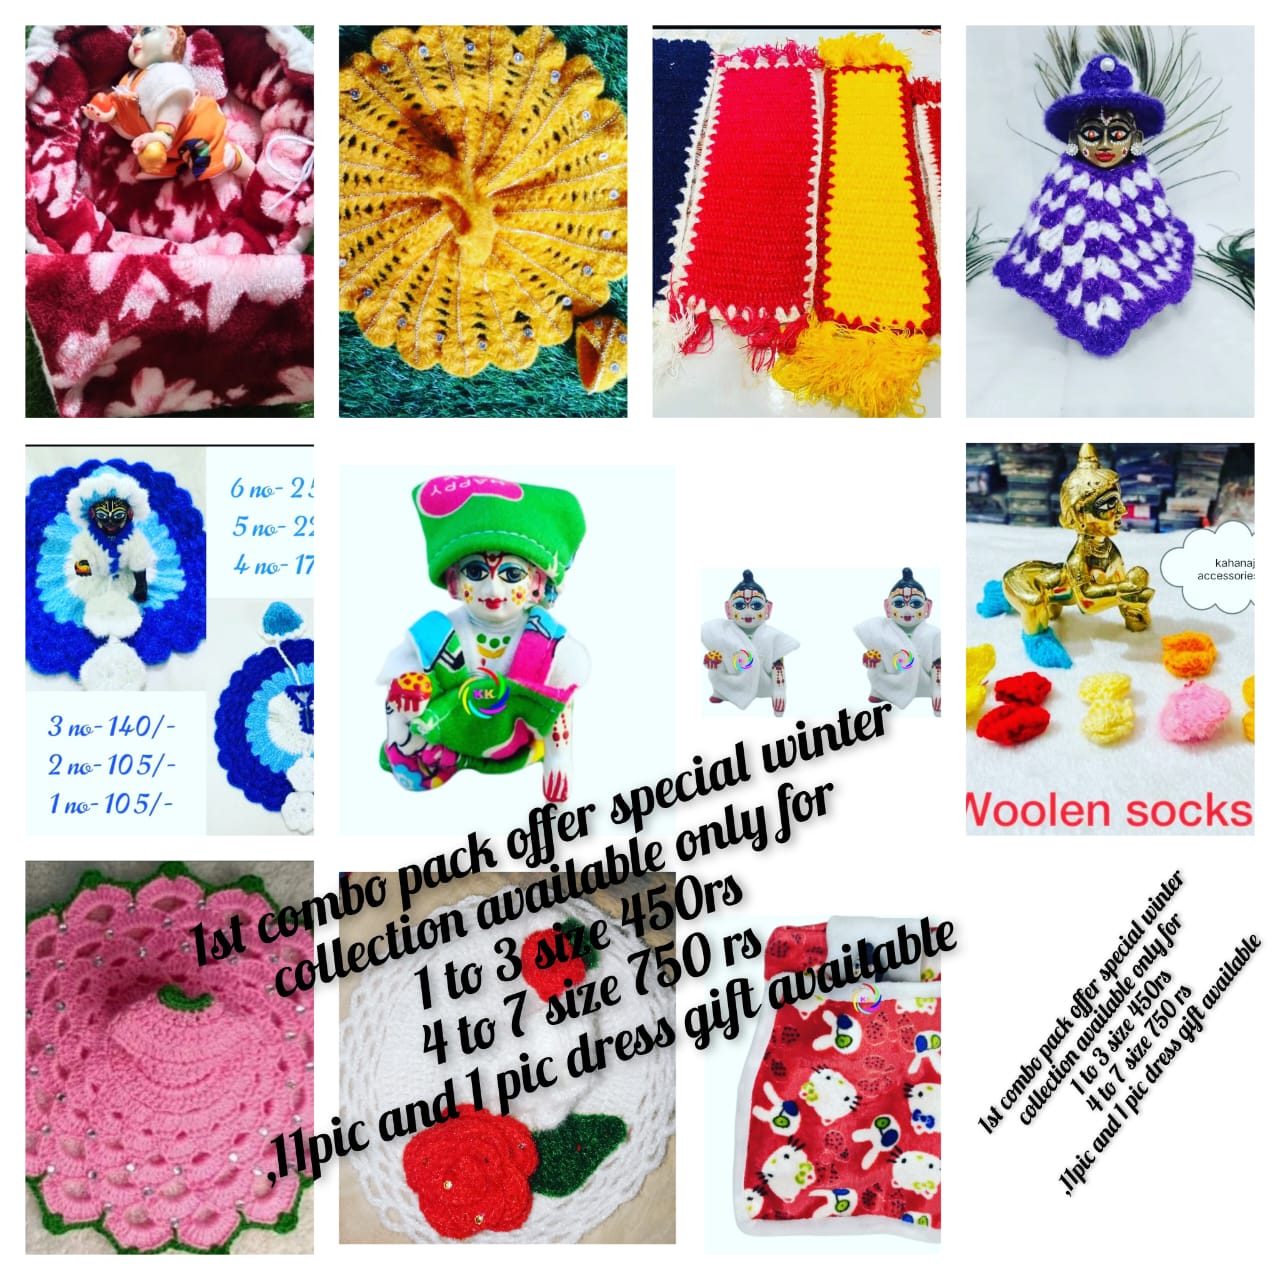 6 no- 25
5 no- 22
4 no- 17
3 no- 140/-
2 no- 105/-
1 no- 105/-
HAPPY
KK
kahanaj
accessories
Woolen socks
1st combo pack offer special winter
collection available only for
1 to 3 size 450rs
4 to 7 size 750 rs
,11pic and 1 pic dress gift available
KK
1st combo pack offer special winter
collection available only for
1 to 3 size 450rs
4 to 7 size 750 rs
,11pic and 1 pic dress gift available